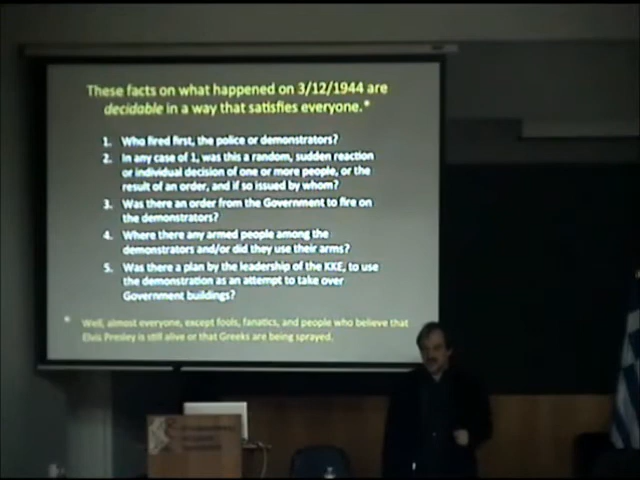 These facts on what happened on 3/12/1944 are
decidable in a way that satisfies everyone.*
1. Who fired first, the police or demonstrators?
2. In any case of 1, was this a random, sudden reaction
or individual decision of one or more people, or the
result of an order, and if so issued by whom?
3. Was there an order from the Government to fire on
the demonstrators?
4. Where there any armed people among the
demonstrators and/or did they use their arms?
5. Was there a plan by the leadership of the KKE, to use
the demonstration as an attempt to take over
Government buildings?
* Well, almost everyone, except fools, fanatics, and people who believe that
Elvis Presley is still alive or that Greeks are being sprayed.